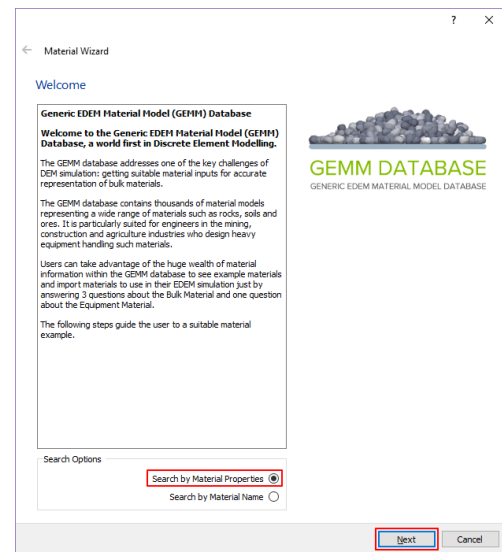 ? ×
← Material Wizard
Welcome
Generic EDEM Material Model (GEMM) Database
Welcome to the Generic EDEM Material Model (GEMM)
Database, a world first in Discrete Element Modelling.
The GEMM database addresses one of the key challenges of
DEM simulation: getting suitable material inputs for accurate
representation of bulk materials.
The GEMM database contains thousands of material models
representing a wide range of materials such as rocks, soils and
ores. It is particularly suited for engineers in the mining,
construction and agriculture industries who design heavy
equipment handling such materials.
Users can take advantage of the huge wealth of material
information within the GEMM database to see example materials
and import materials to use in their EDEM simulation just by
answering 3 questions about the Bulk Material and one question
about the Equipment Material.
The following steps guide the user to a suitable material
example.
GEMM DATABASE
GENERIC EDEM MATERIAL MODEL DATABASE
Search Options
Search by Material Properties
Search by Material Name
Next Cancel